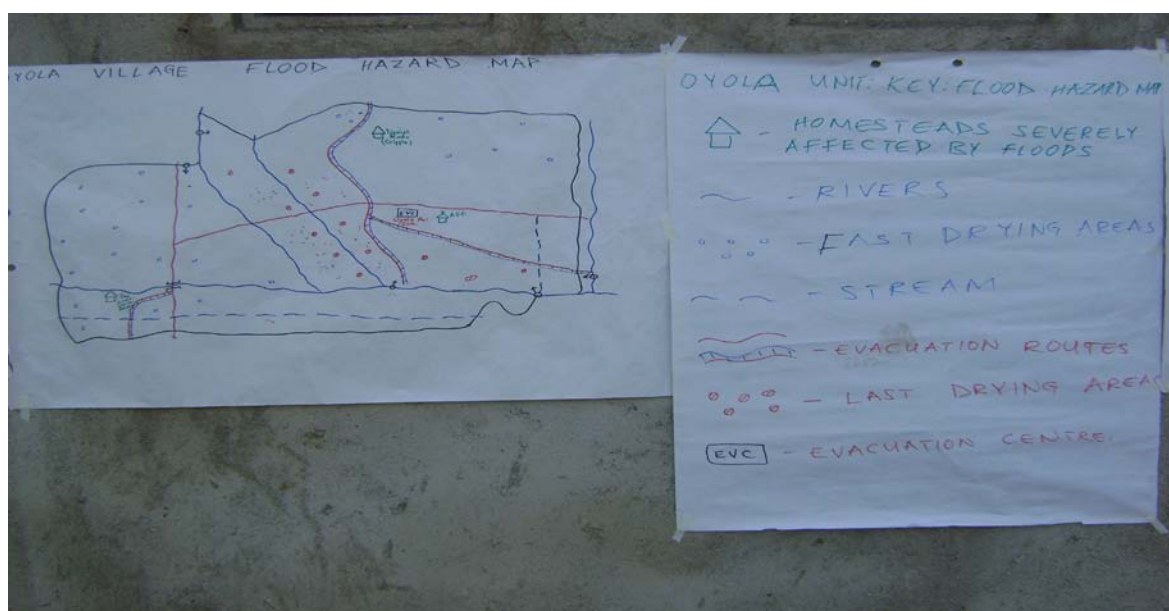 OYOLA VILLAGE FLOOD HAZARD MAP
EVC
OYOLA UNIT: KEY: FLOOD HAZARD MAP
- HOMESTEADS SEVERELY
AFFECTED BY FLOODS
- RIVERS
- FAST DRYING AREAS
- STREAM
- EVACUATION ROUTES
- LAST DRYING AREAS
EVC - EVACUATION CENTRE.